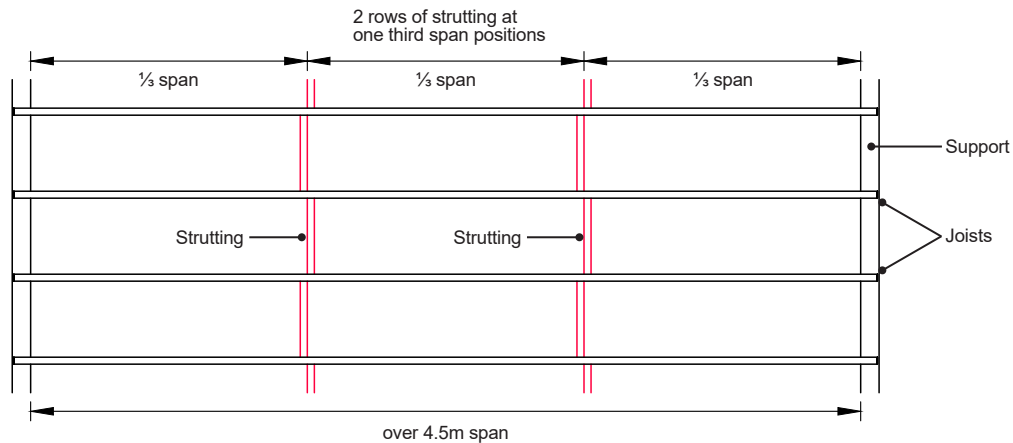 2 rows of strutting at
one third span positions
⅓ span
⅓ span
⅓ span
Support
Strutting
Strutting
Joists
over 4.5m span